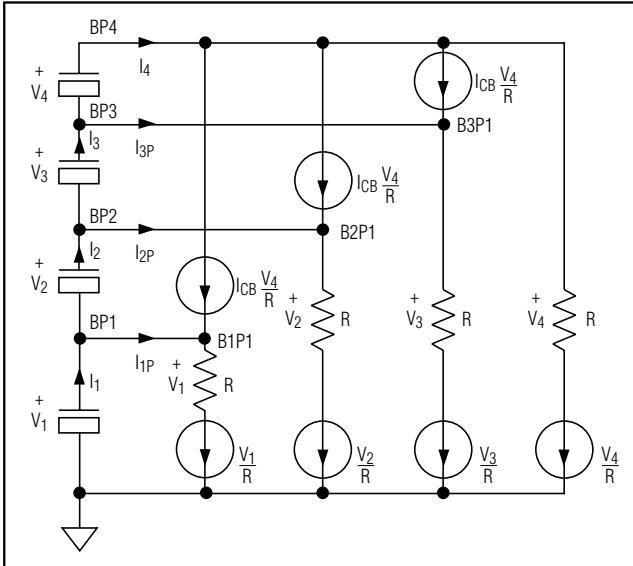 BP4
I4
+
V4
ICB V4/R
BP3
I3P
B3P1
I3
+
V3
ICB V4/R
BP2
I2P
B2P1
I2
+
V2
ICB V4/R
+
V2
R
+
V3
R
+
V4
R
BP1
I1P
B1P1
I1
+
V1
R
+
V1
V1/R
V2/R
V3/R
V4/R